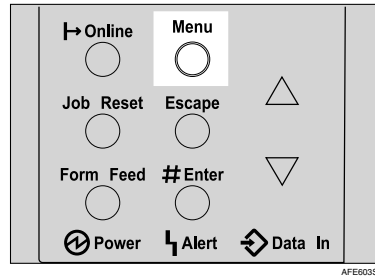 Online Menu
Job Reset Escape
Form Feed # Enter
Power Alert Data In
AFE603S